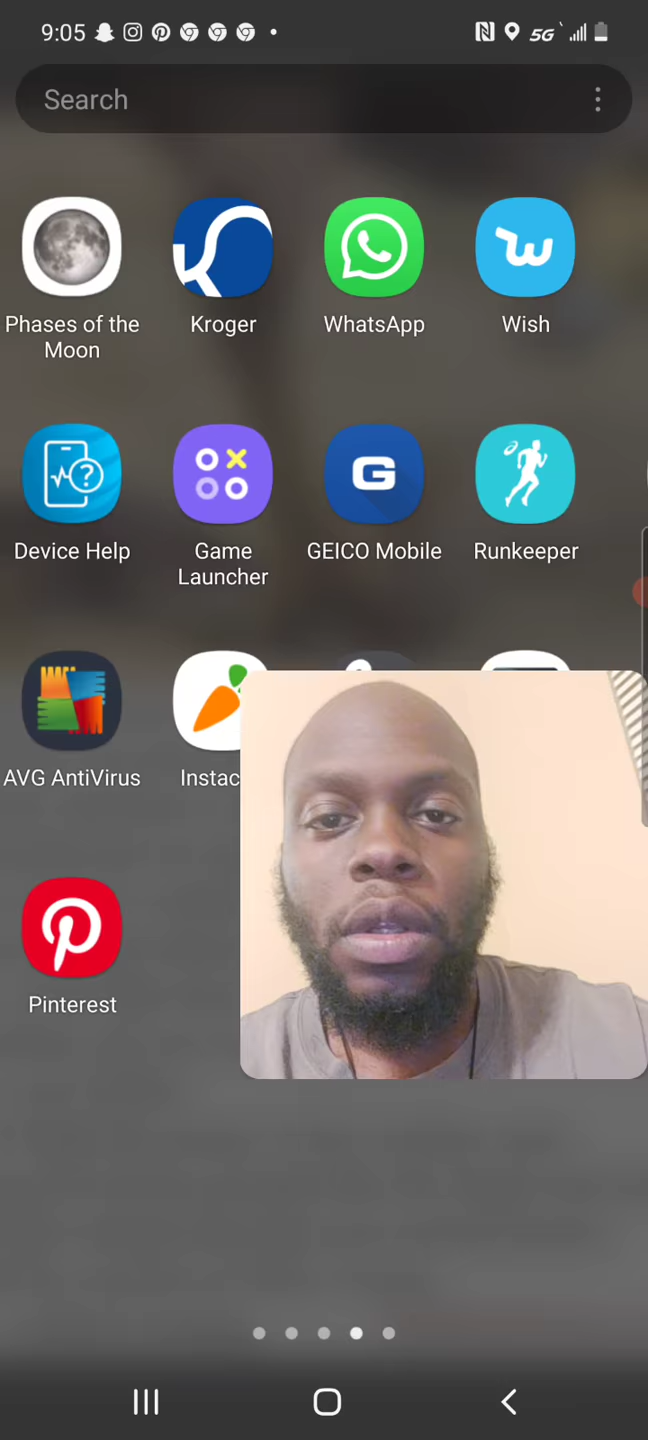 9:05
5G
Search
Phases of the
Moon
Kroger
WhatsApp
Wish
Device Help
Game
Launcher
G
GEICO Mobile
Runkeeper
AVG AntiVirus
Instac
Pinterest